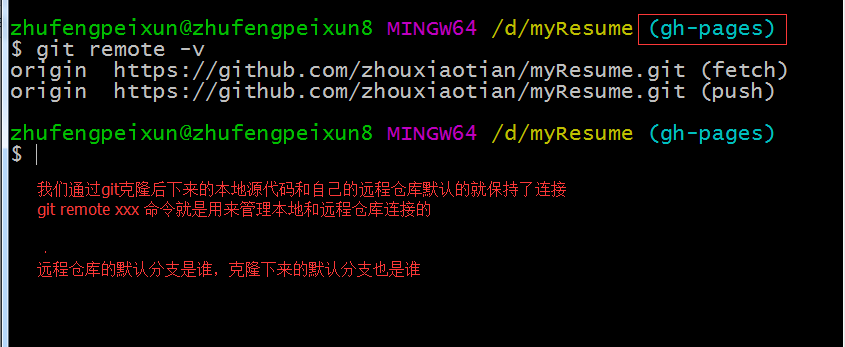 zhufengpeixun@zhufengpeixun8 MINGW64 /d/myResume (gh-pages)
$ git remote -v
origin  https://github.com/zhouxiaotian/myResume.git (fetch)
origin  https://github.com/zhouxiaotian/myResume.git (push)
zhufengpeixun@zhufengpeixun8 MINGW64 /d/myResume (gh-pages)
$
我们通过git克隆后下来的本地源代码和自己的远程仓库默认的就保持了连接
git remote xxx 命令就是用来管理本地和远程仓库连接的
远程仓库的默认分支是谁，克隆下来的默认分支也是谁